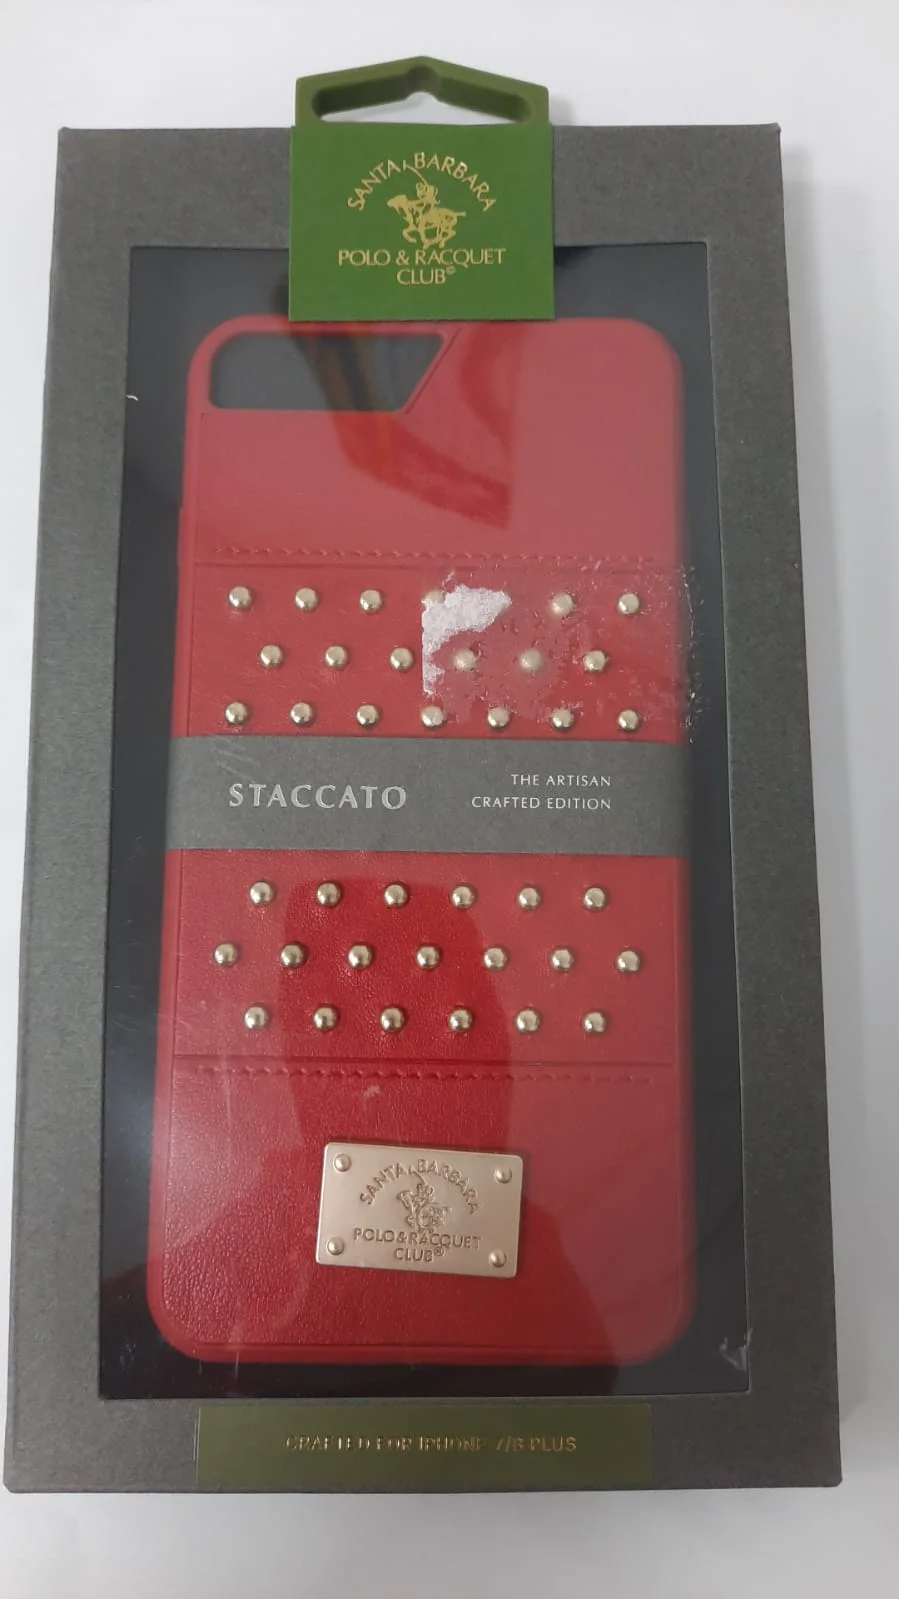 SANTA BARBARA
POLO & RACQUET
CLUB©
STACCATO
THE ARTISAN
CRAFTED EDITION
SANTA BARBARA
POLO & RACQUET
CLUB®
CRAFTED FOR IPHONE 7/8 PLUS